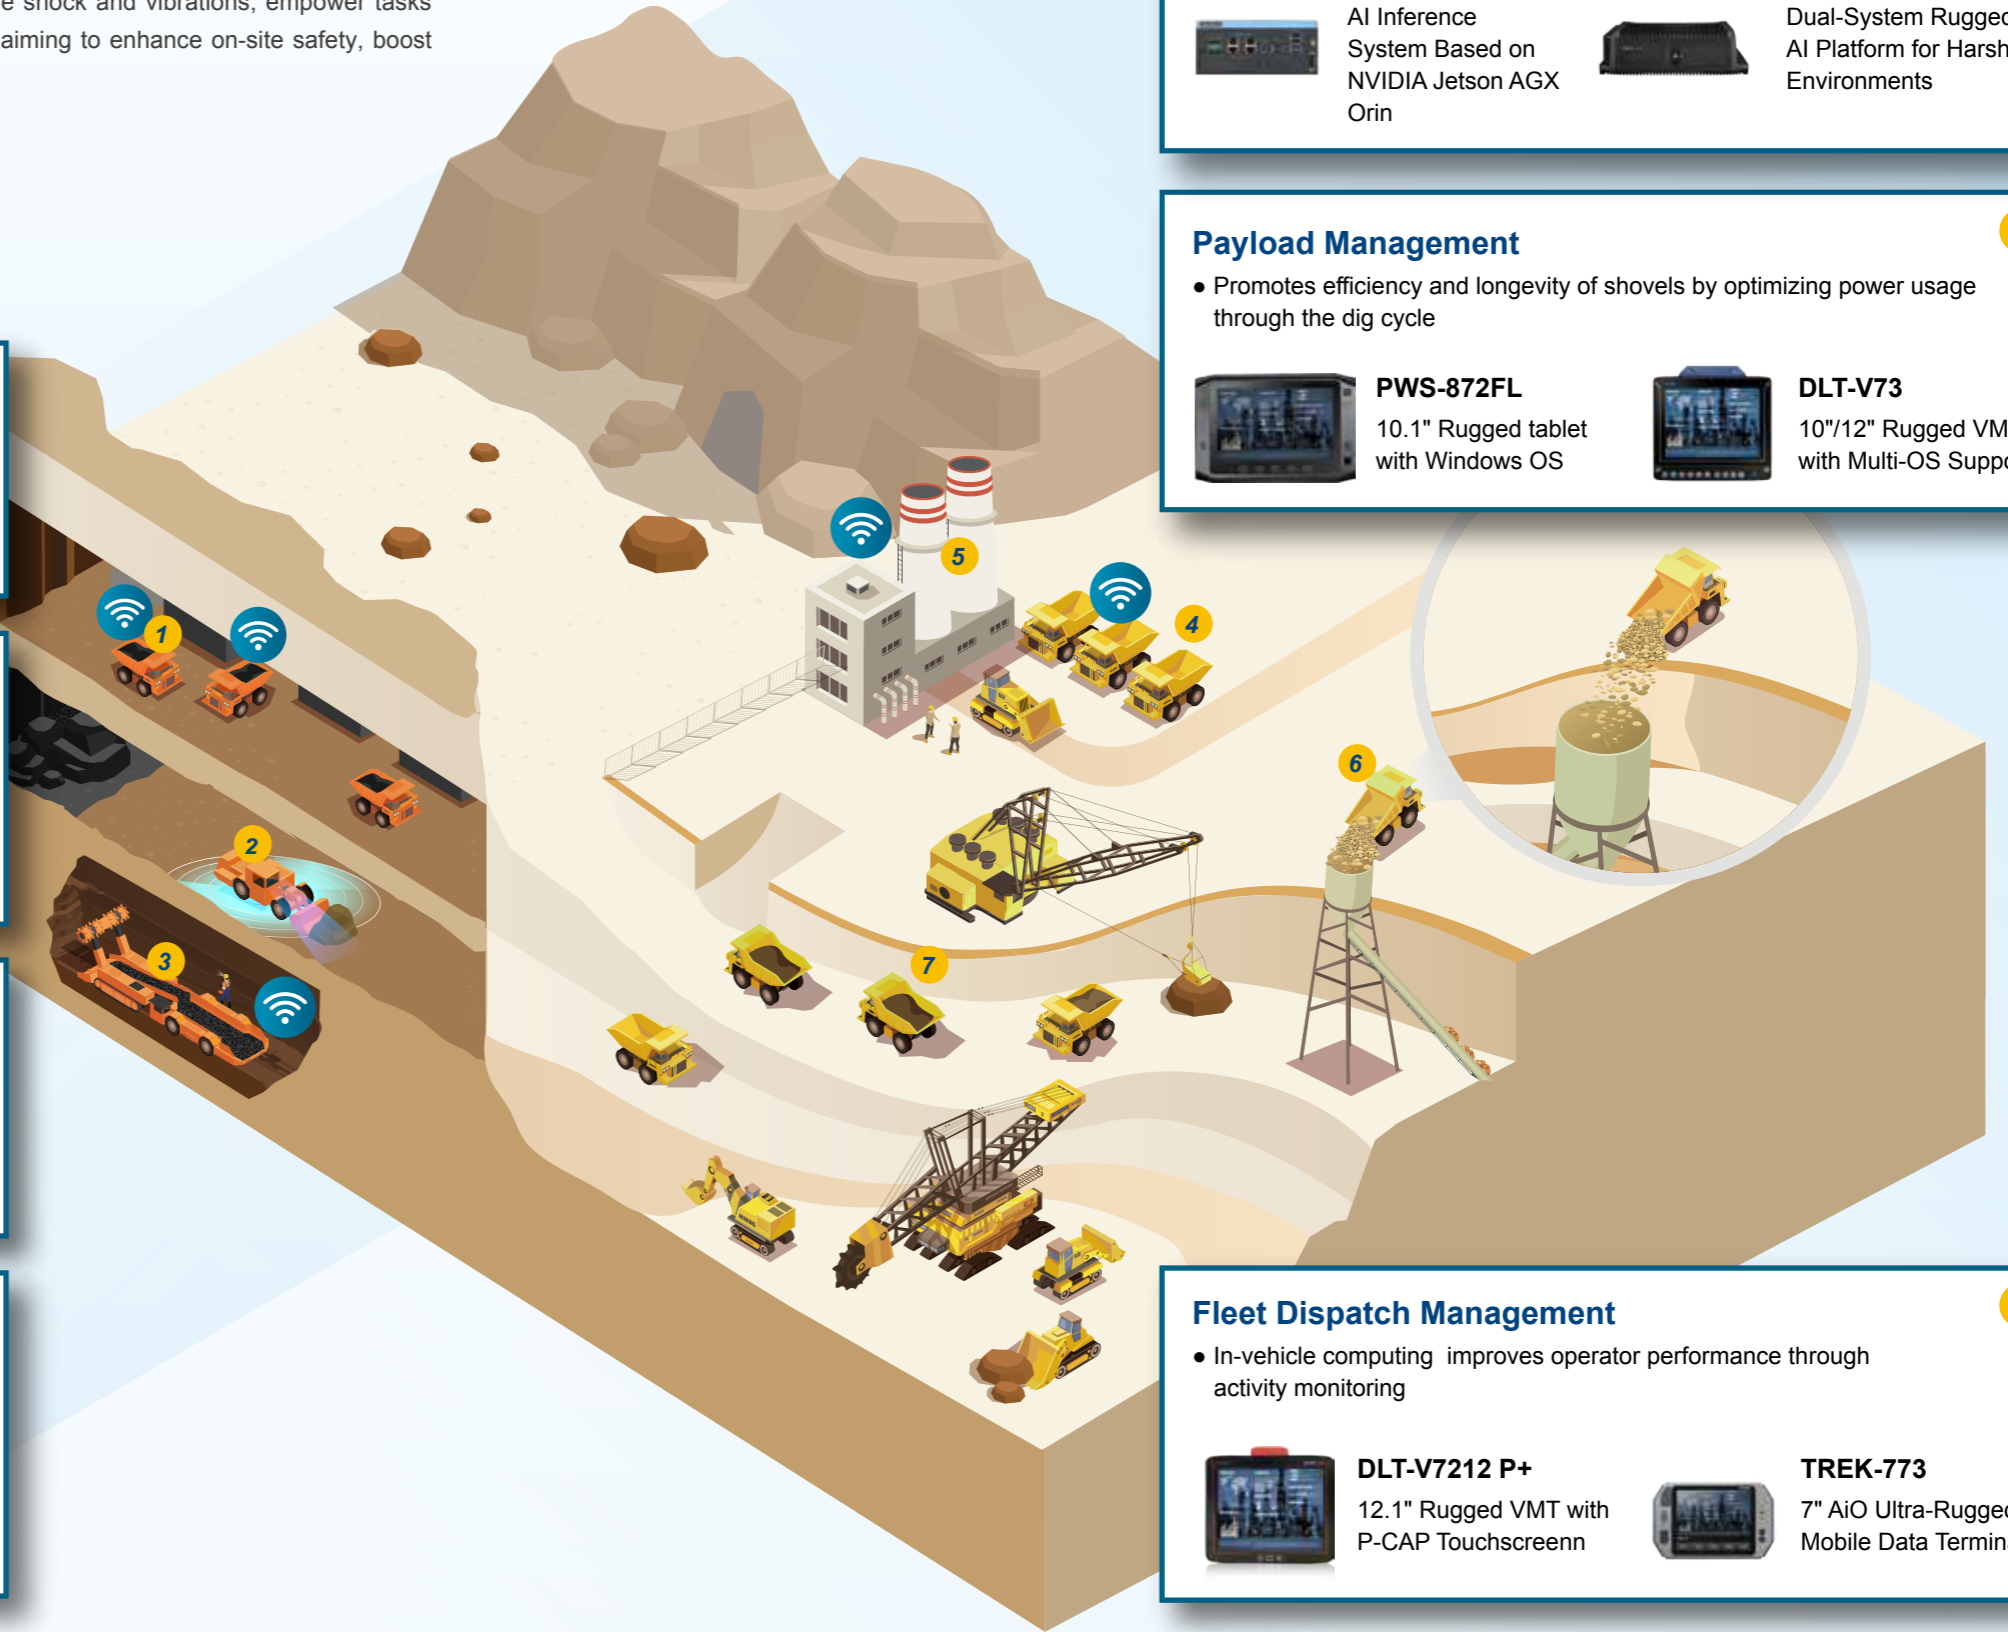 e shock and vibrations, empower tasks
aiming to enhance on-site safety, boost
AI Inference
System Based on
NVIDIA Jetson AGX
Orin
Dual-System Rugged
AI Platform for Harsh
Environments
Payload Management
● Promotes efficiency and longevity of shovels by optimizing power usage
through the dig cycle
PWS-872FL
10.1" Rugged tablet
with Windows OS
DLT-V73
10"/12" Rugged VM
with Multi-OS Suppo
5
4
1
6
2
3
7
Fleet Dispatch Management
● In-vehicle computing improves operator performance through
activity monitoring
DLT-V7212 P+
12.1" Rugged VMT with
P-CAP Touchscreenn
TREK-773
7" AiO Ultra-Rugged
Mobile Data Termin